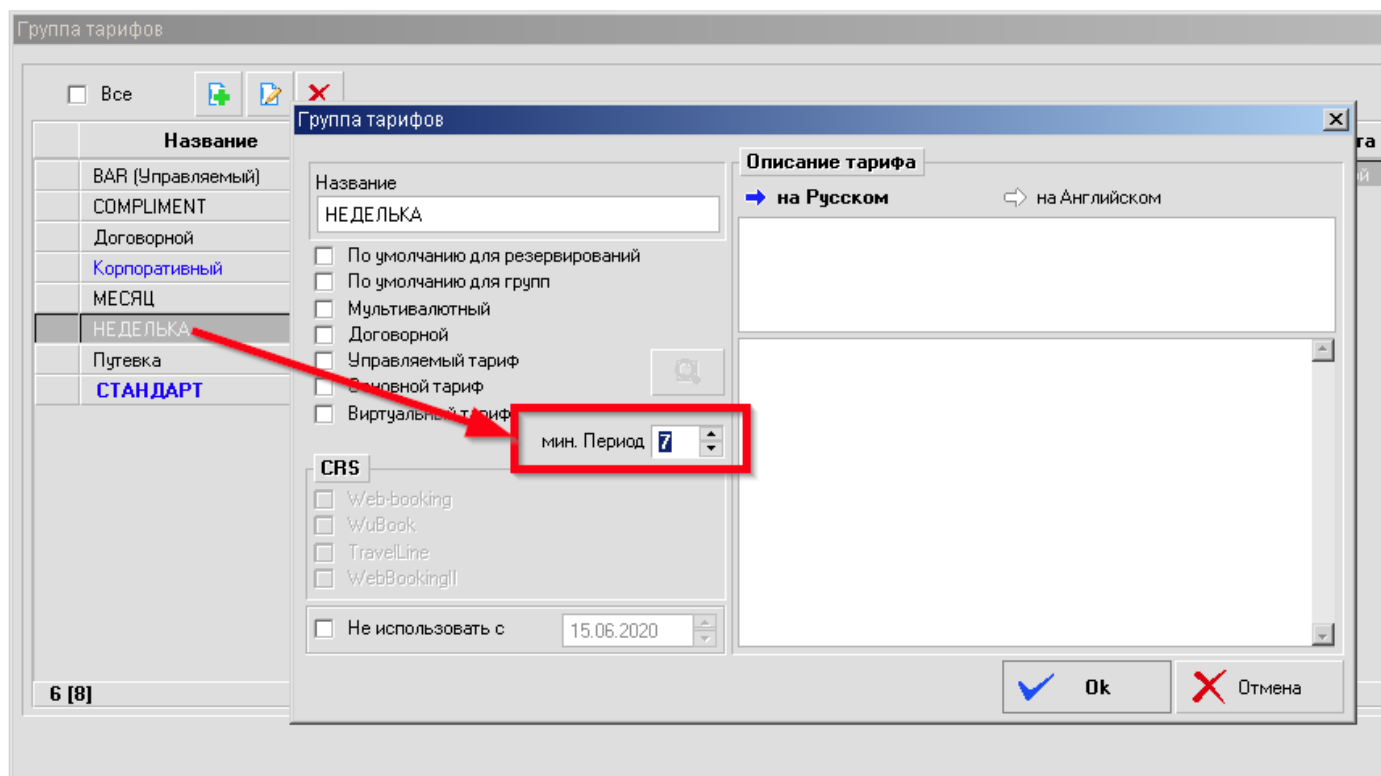 Группа тарифов
Все
Название
BAR (Управляемый)
COMPLIMENT
Договорной
Корпоративный
МЕСЯЦ
НЕДЕЛЬКА
Путевка
СТАНДАРТ
6 [8]
Группа тарифов
Название
НЕДЕЛЬКА
По умолчанию для резервирований
По умолчанию для групп
Мультивалютный
Договорной
Управляемый тариф
Основной тариф
Виртуальный тариф
мин. Период 7
CRS
Web-booking
WuBook
TravelLine
WebBookingII
Не использовать с 15.06.2020
Описание тарифа
на Русском на Английском
Ok Отмена
та
ой